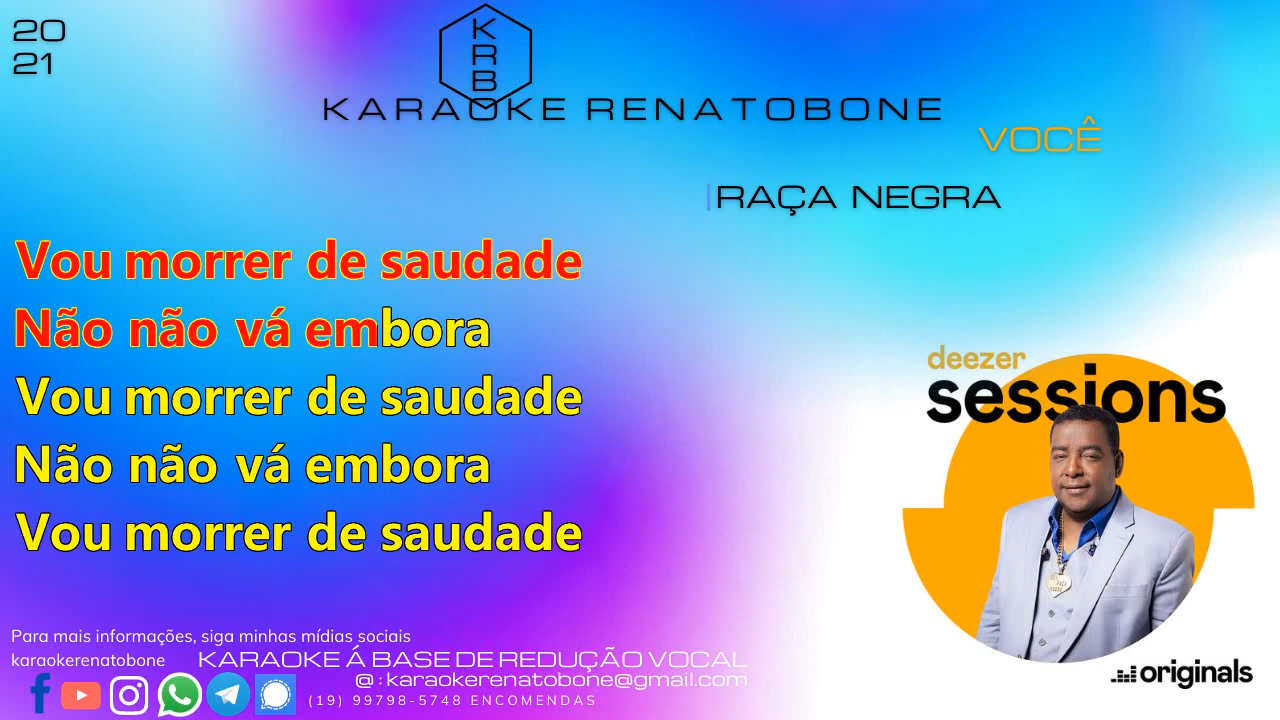 20
21
K
R
B
KARAOKE RENATOBONE
VOCÊ
RAÇA NEGRA
Vou morrer de saudade
Não não vá embora
Vou morrer de saudade
Não não vá embora
Vou morrer de saudade
deezer
sessions
originals
Para mais informações, siga minhas mídias sociais
karaokerenatobone
KARAOKE Á BASE DE REDUÇÃO VOCAL
@:karaokerenatobone@gmail.com
(19) 99798-5748 ENCOMENDAS